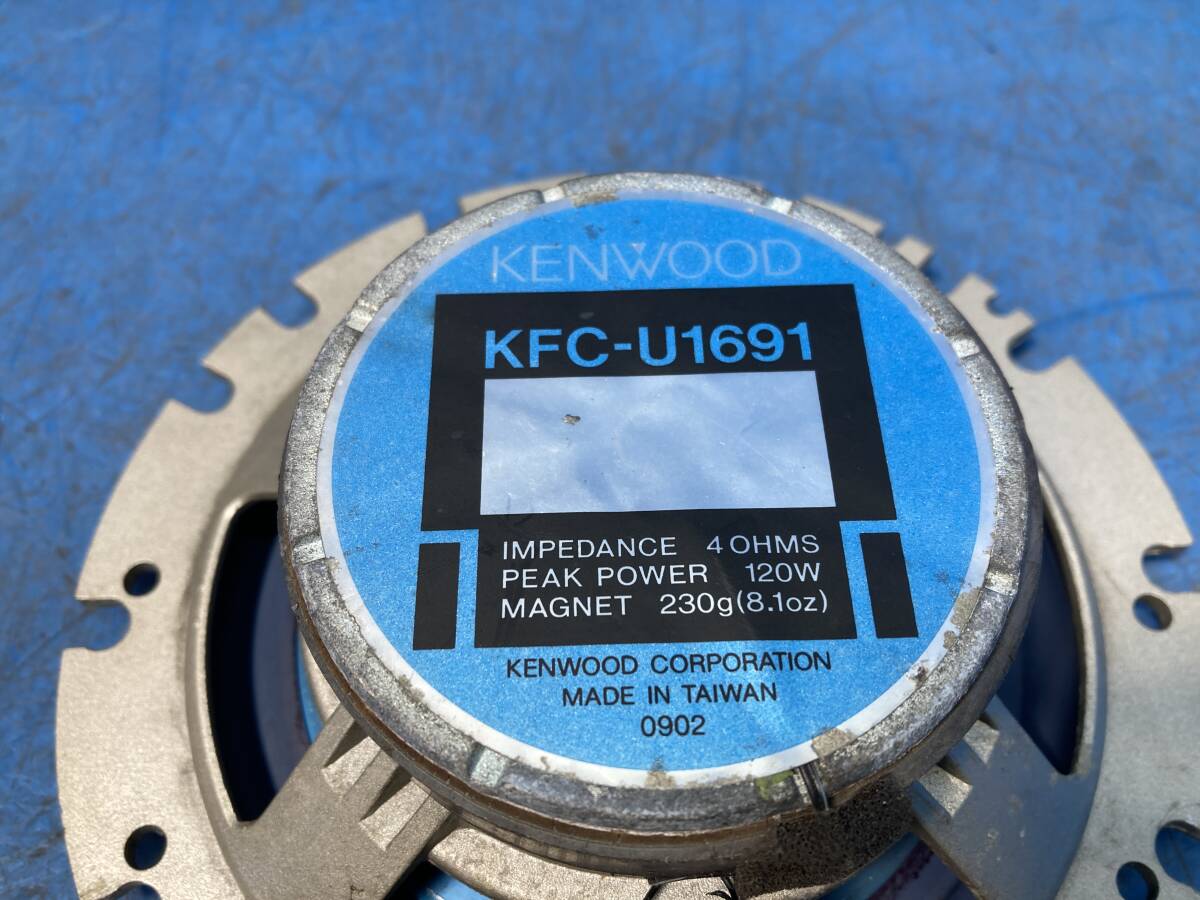 KENWOOD
KFC-U1691
IMPEDANCE 4 OHMS
PEAK POWER 120W
MAGNET 230g(8.1oz)
KENWOOD CORPORATION
MADE IN TAIWAN
0902